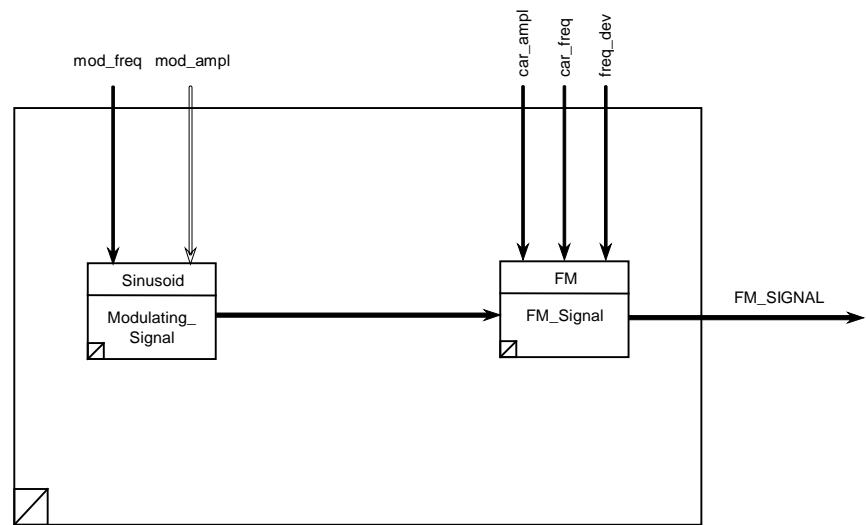 mod_freq
mod_ampl
car_ampl
car_freq
freq_dev
Sinusoid
Modulating_
Signal
FM
FM_Signal
FM_SIGNAL